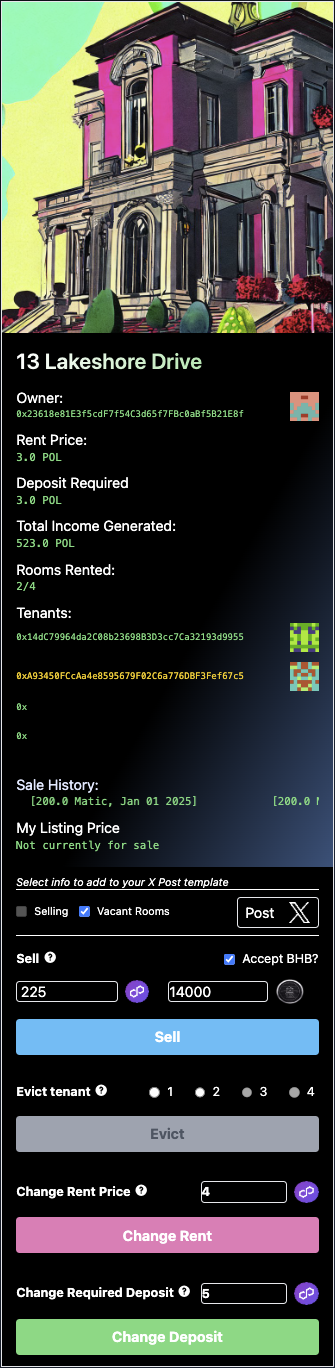 13 Lakeshore Drive
Owner:
0x23618e81E3f5cdF7f54C3d65f7FBc0aBf5B21E8f
Rent Price:
3.0 POL
Deposit Required
3.0 POL
Total Income Generated:
523.0 POL
Rooms Rented:
2/4
Tenants:
0x14dC79964da2C08b23698B3D3cc7Ca32193d9955
0xA93450FCcAa4e8595679F02C6a776DBF3Fef67c5
0x
0x
Sale History:
[200.0 Matic, Jan 01 2025] [200.0 M
My Listing Price
Not currently for sale
Select info to add to your X Post template
Selling Vacant Rooms Post X
Sell ? Accept BHB?
225 14000
Sell
Evict tenant ? 1 2 3 4
Evict
Change Rent Price ? 4
Change Rent
Change Required Deposit ? 5
Change Deposit